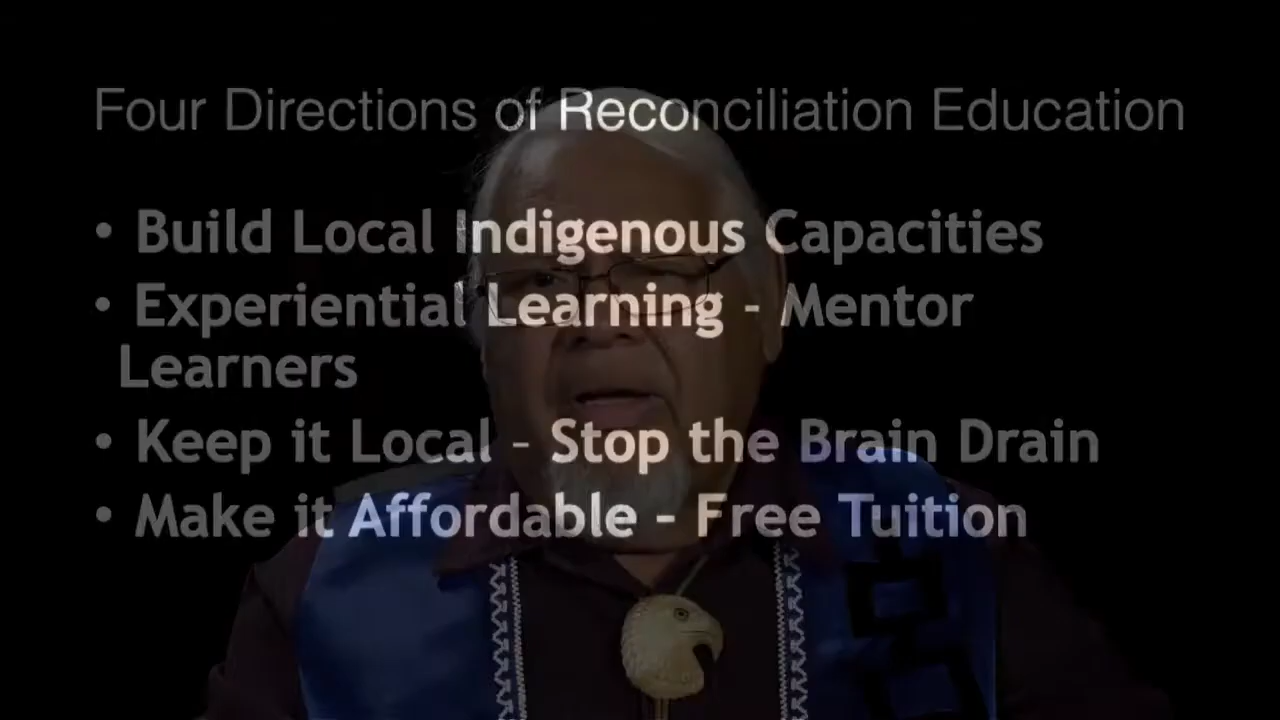 Four Directions of Reconciliation Education
• Build Local Indigenous Capacities
• Experiential Learning - Mentor
Learners
• Keep it Local - Stop the Brain Drain
• Make it Affordable - Free Tuition